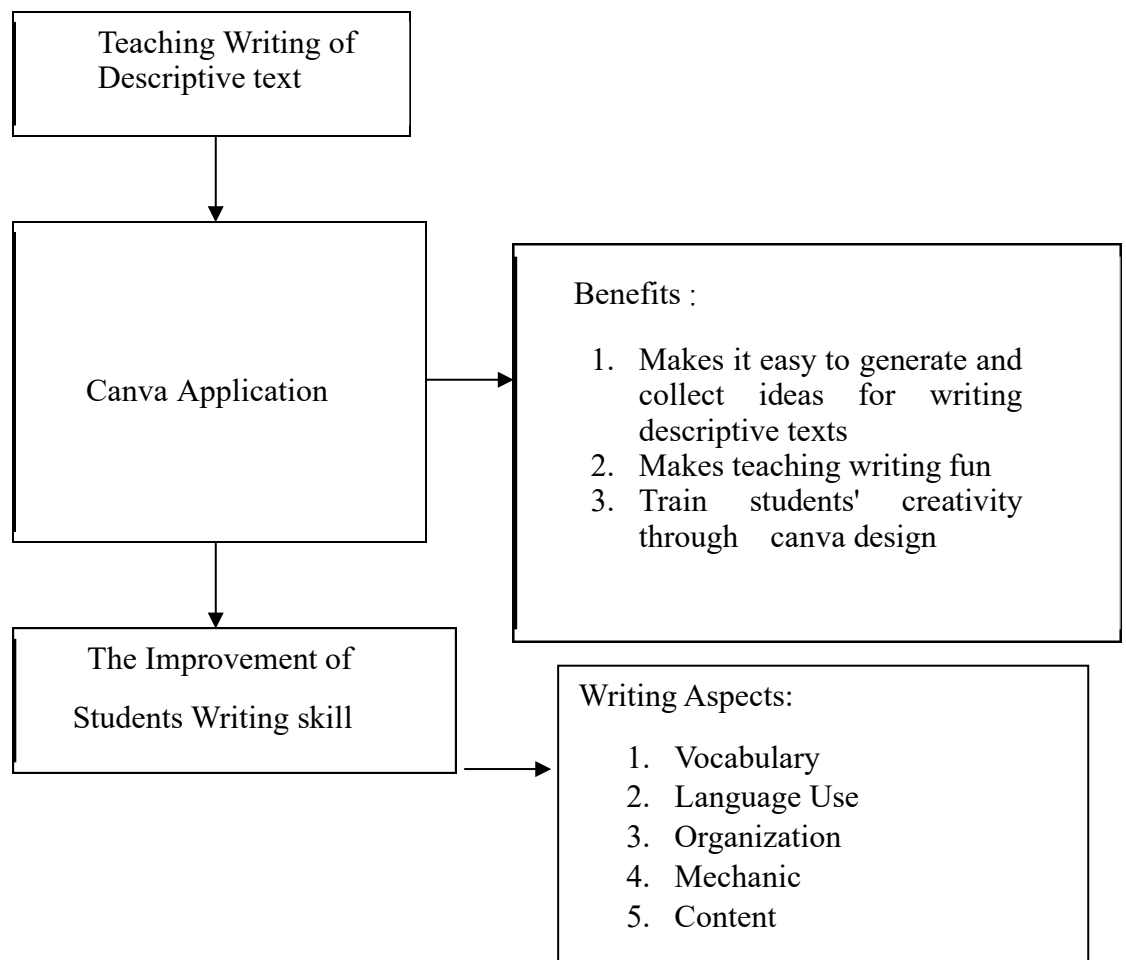 Teaching Writing of
Descriptive text
Canva Application
Benefits :
1. Makes it easy to generate and
collect ideas for writing
descriptive texts
2. Makes teaching writing fun
3. Train students' creativity
through canva design
The Improvement of
Students Writing skill
Writing Aspects:
1. Vocabulary
2. Language Use
3. Organization
4. Mechanic
5. Content